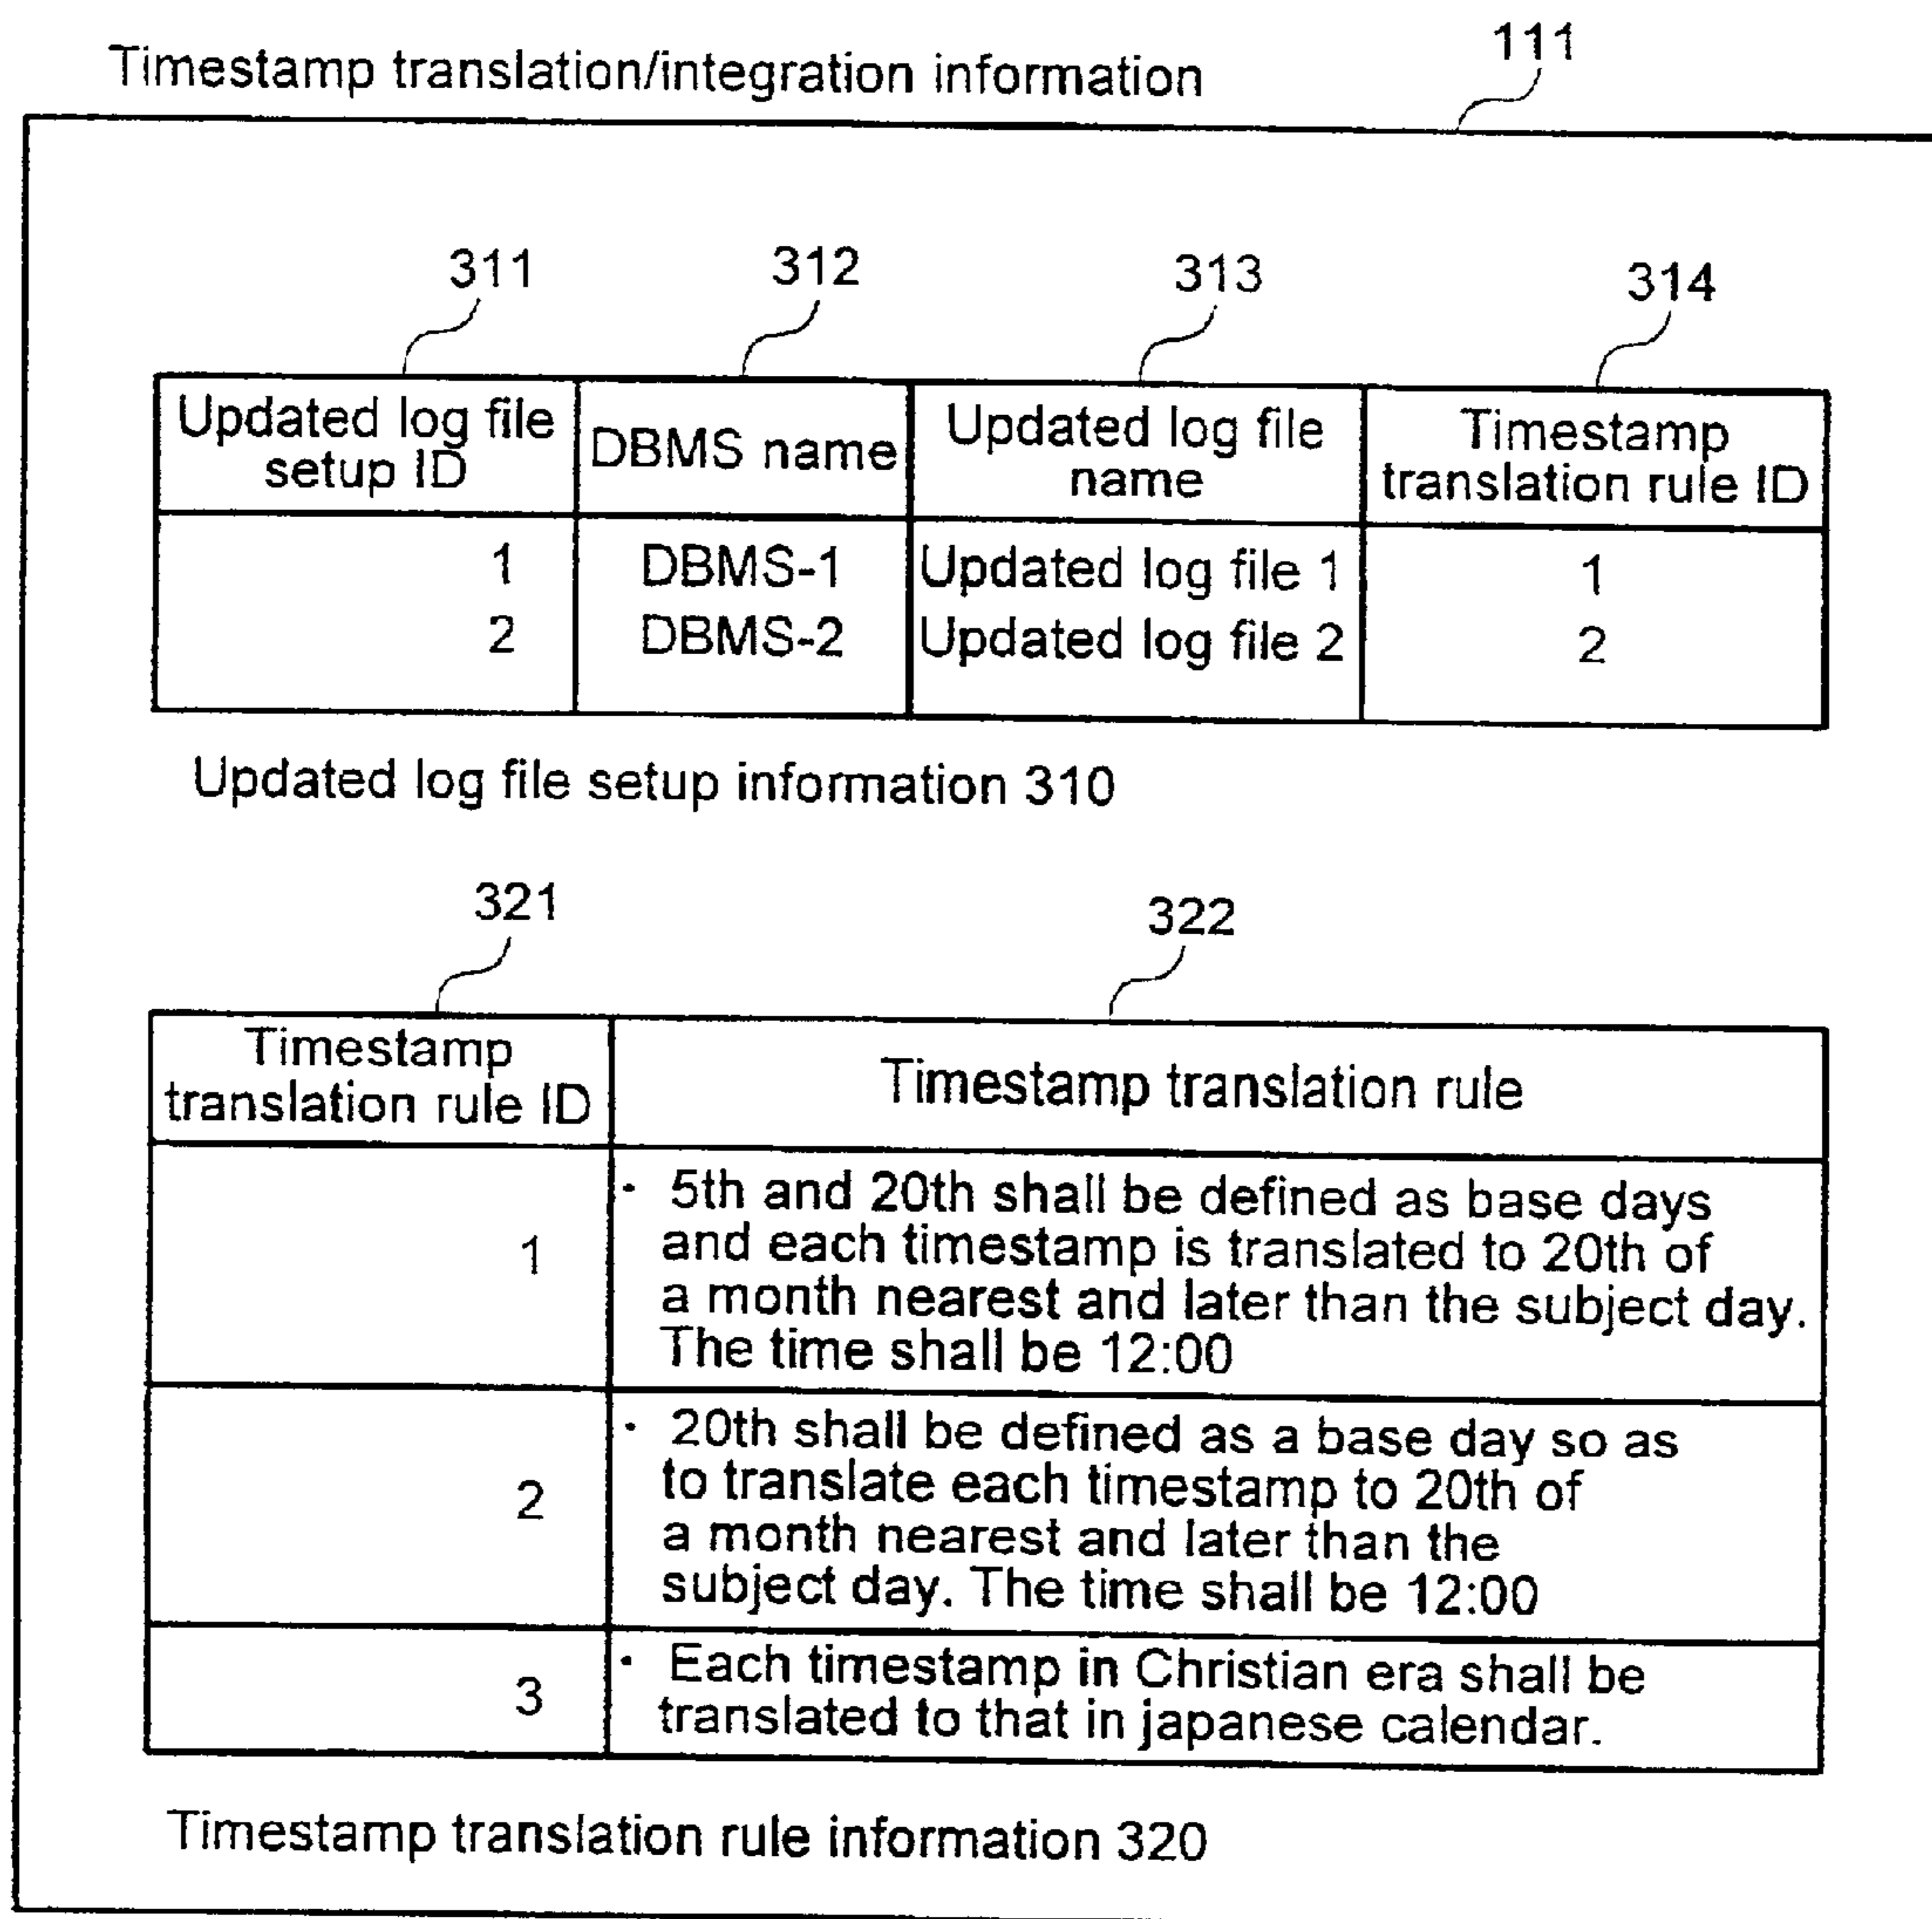 Timestamp translation/integration information
111
311
312
313
314
Updated log file
setup ID
DBMS name
Updated log file
name
Timestamp
translation rule ID
1
DBMS-1
Updated log file 1
1
2
DBMS-2
Updated log file 2
2
Updated log file setup information 310
321
322
Timestamp
translation rule ID
Timestamp translation rule
1
· 5th and 20th shall be defined as base days
and each timestamp is translated to 20th of
a month nearest and later than the subject day.
The time shall be 12:00
2
· 20th shall be defined as a base day so as
to translate each timestamp to 20th of
a month nearest and later than the
subject day. The time shall be 12:00
3
· Each timestamp in Christian era shall be
translated to that in japanese calendar.
Timestamp translation rule information 320